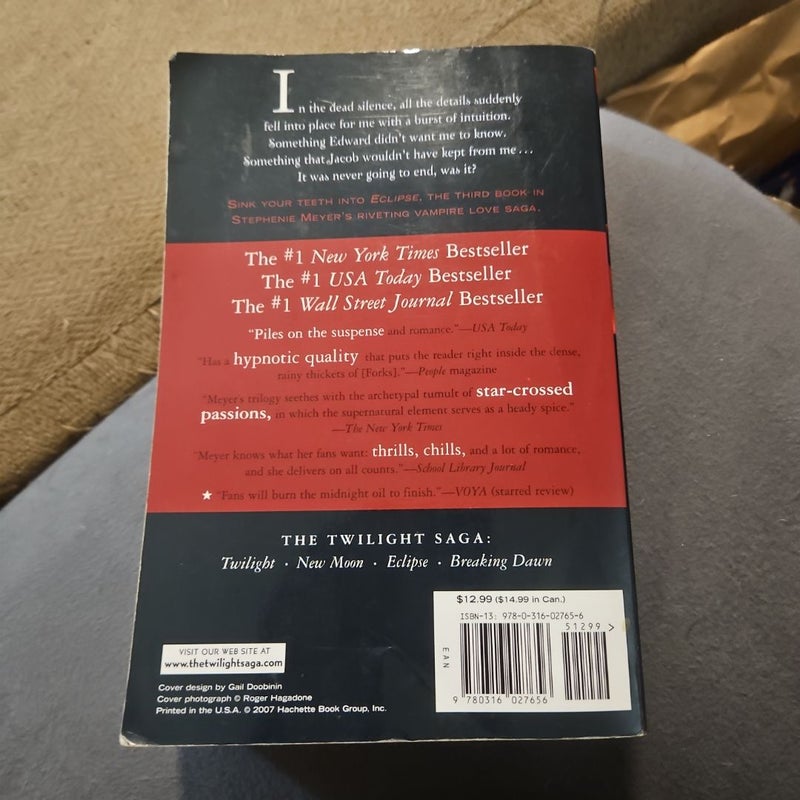 In the dead silence, all the details suddenly
fell into place for me with a burst of intuition.
Something Edward didn't want me to know.
Something that Jacob wouldn't have kept from me...
It was never going to end, was it?
SINK YOUR TEETH INTO ECLIPSE, THE THIRD BOOK IN
STEPHENIE MEYER'S RIVETING VAMPIRE LOVE SAGA.
The #1 New York Times Bestseller
The #1 USA Today Bestseller
The #1 Wall Street Journal Bestseller
"Piles on the suspense and romance."—USA Today
"Has a hypnotic quality that puts the reader right inside the dense,
rainy thickets of [Forks]."—People magazine
"Meyer's trilogy seethes with the archetypal tumult of star-crossed
passions, in which the supernatural element serves as a heady spice."
—The New York Times
"Meyer knows what her fans want: thrills, chills, and a lot of romance,
and she delivers on all counts."—School Library Journal
★ "Fans will burn the midnight oil to finish."—VOYA (starred review)
THE TWILIGHT SAGA:
Twilight · New Moon · Eclipse · Breaking Dawn
$12.99 ($14.99 in Can.)
ISBN-13: 978-0-316-02765-6
51299 >
EAN
9 780316 027656
VISIT OUR WEB SITE AT
www.thetwilightsaga.com
Cover design by Gail Doobinin
Cover photograph © Roger Hagadone
Printed in the U.S.A. © 2007 Hachette Book Group, Inc.